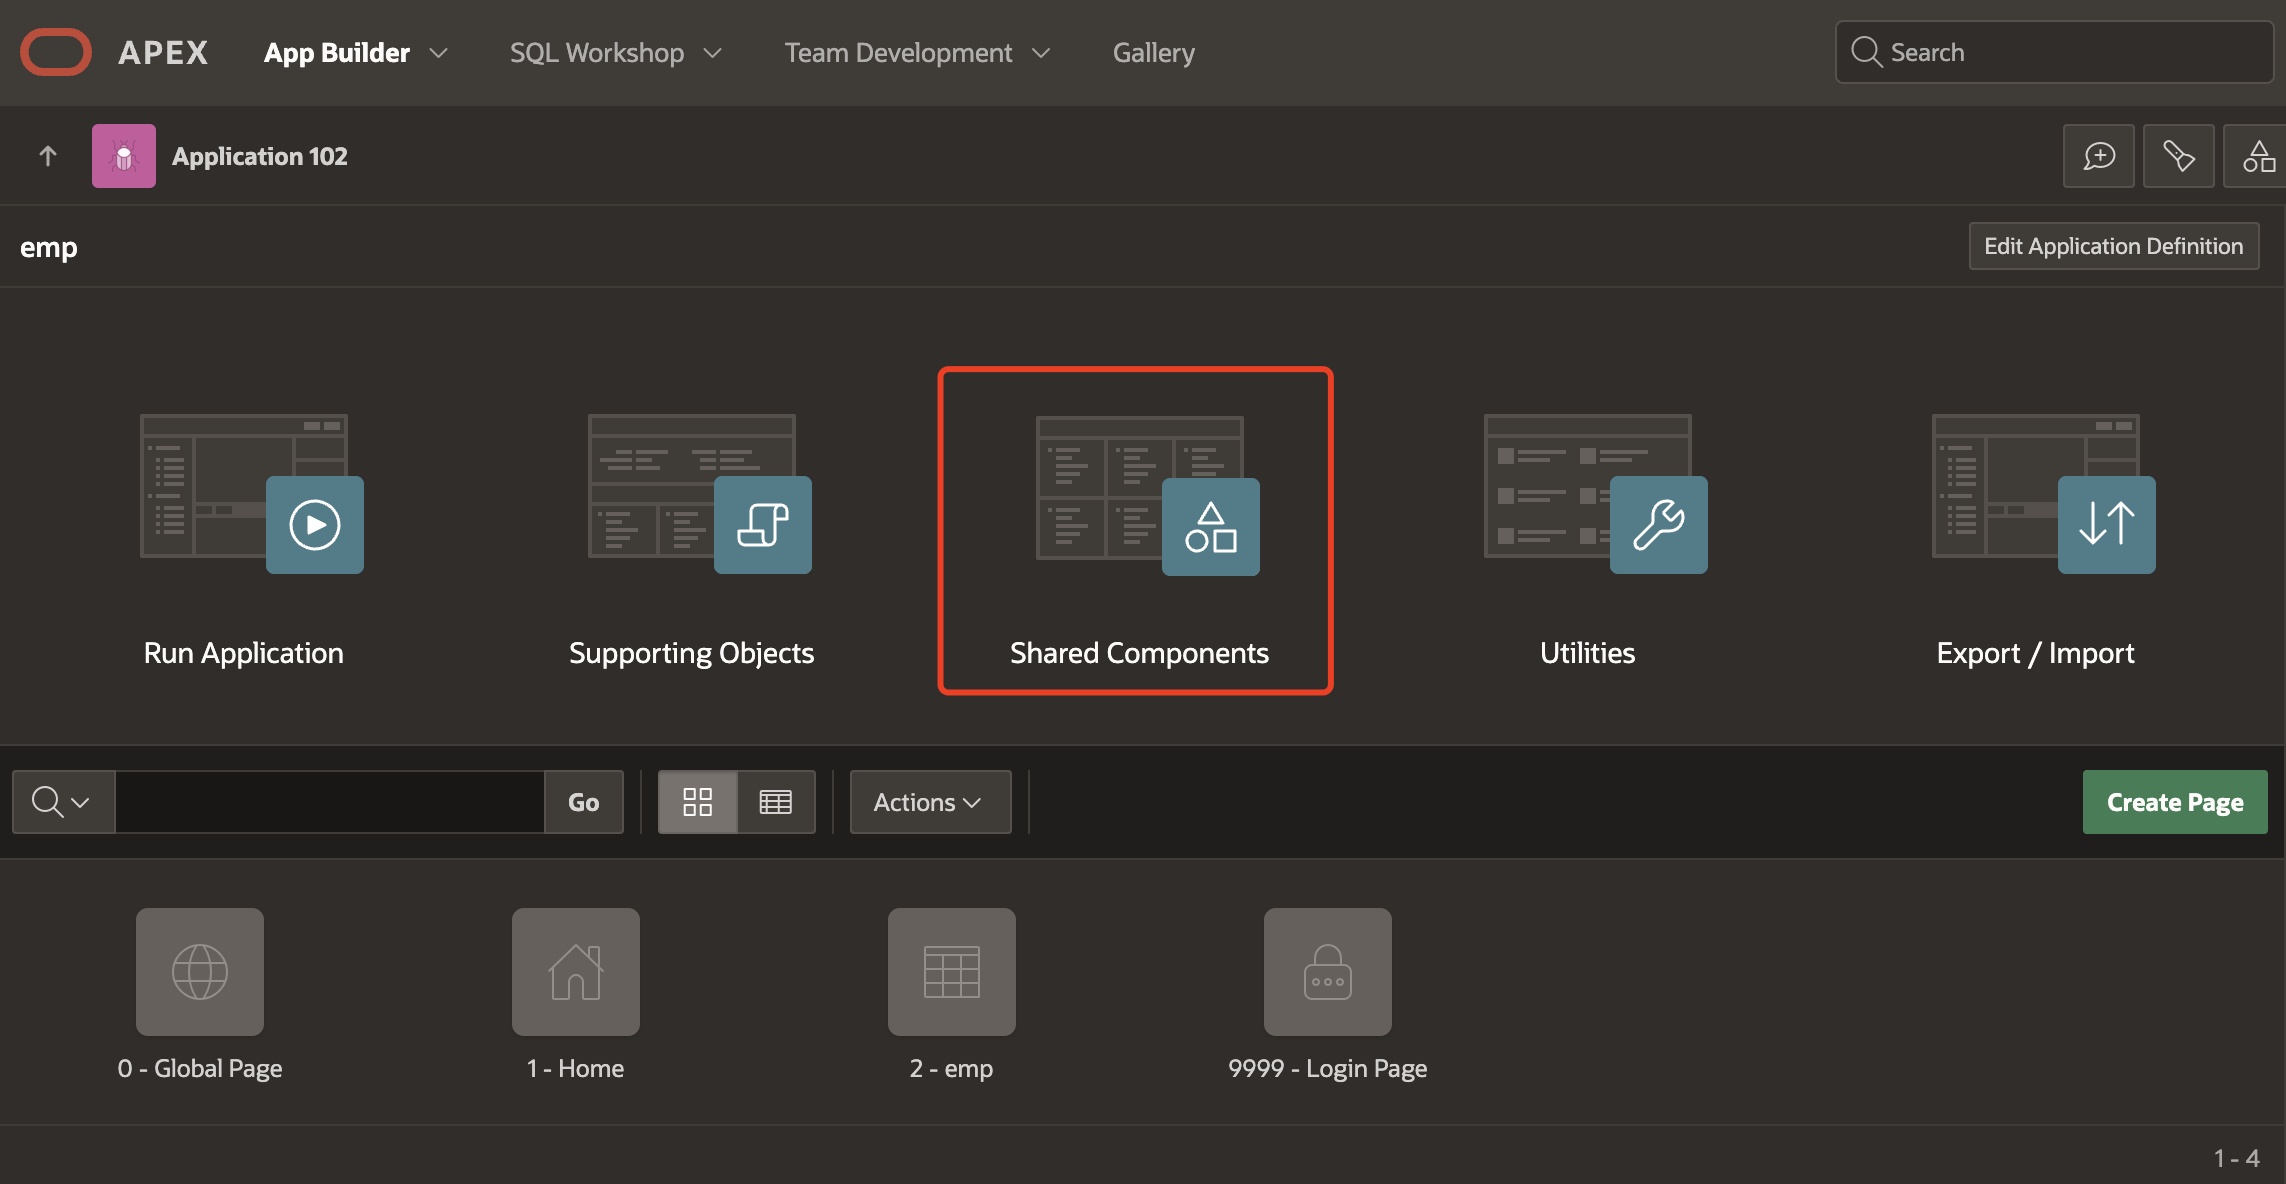 APEX App Builder SQL Workshop Team Development Gallery Search
Application 102
emp Edit Application Definition
Run Application Supporting Objects Shared Components Utilities Export / Import
Go Actions Create Page
0 - Global Page 1 - Home 2 - emp 9999 - Login Page
1 - 4